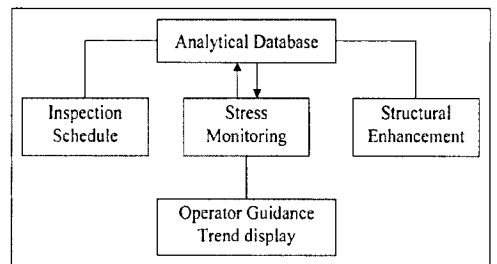 Analytical Database
Inspection
Schedule
Stress
Monitoring
Structural
Enhancement
Operator Guidance
Trend display